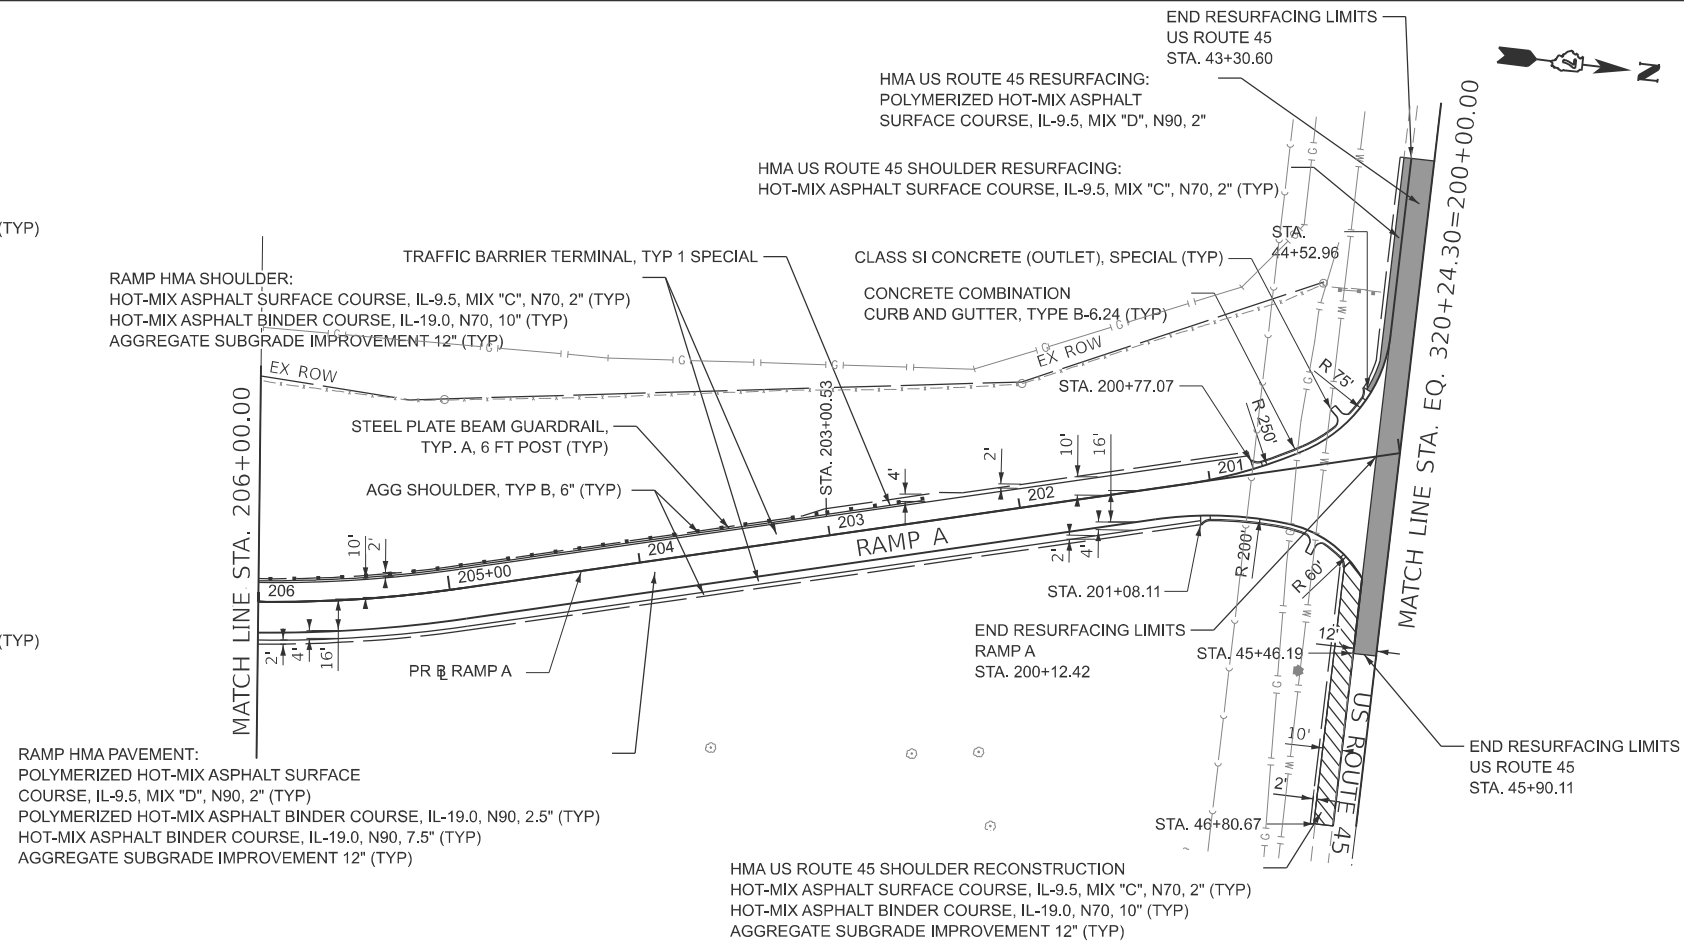 END RESURFACING LIMITS
US ROUTE 45
STA. 43+30.60
N
HMA US ROUTE 45 RESURFACING:
POLYMERIZED HOT-MIX ASPHALT
SURFACE COURSE, IL-9.5, MIX "D", N90, 2"
HMA US ROUTE 45 SHOULDER RESURFACING:
HOT-MIX ASPHALT SURFACE COURSE, IL-9.5, MIX "C", N70, 2" (TYP)
(TYP)
STA.
44+52.96
TRAFFIC BARRIER TERMINAL, TYP 1 SPECIAL
CLASS SI CONCRETE (OUTLET), SPECIAL (TYP)
CONCRETE COMBINATION
CURB AND GUTTER, TYPE B-6.24 (TYP)
RAMP HMA SHOULDER:
HOT-MIX ASPHALT SURFACE COURSE, IL-9.5, MIX "C", N70, 2" (TYP)
HOT-MIX ASPHALT BINDER COURSE, IL-19.0, N70, 10" (TYP)
AGGREGATE SUBGRADE IMPROVEMENT 12" (TYP)
EX ROW
EX ROW
MATCH LINE STA. EQ. 320+24.30=200+00.00
R 75'
STA. 200+77.07
R 250'
STA. 203+00.53
STEEL PLATE BEAM GUARDRAIL,
TYP. A, 6 FT POST (TYP)
AGG SHOULDER, TYP B, 6" (TYP)
MATCH LINE STA. 206+00.00
4'
2'
10'
16'
201
202
203
204
205+00
206
10'
2'
RAMP A
2'
4'
R 200'
R 60'
STA. 201+08.11
END RESURFACING LIMITS
RAMP A
STA. 200+12.42
12'
STA. 45+46.19
2'
4'
16'
PR BL RAMP A
(TYP)
10'
2'
US ROUTE 45
STA. 46+80.67
END RESURFACING LIMITS
US ROUTE 45
STA. 45+90.11
RAMP HMA PAVEMENT:
POLYMERIZED HOT-MIX ASPHALT SURFACE
COURSE, IL-9.5, MIX "D", N90, 2" (TYP)
POLYMERIZED HOT-MIX ASPHALT BINDER COURSE, IL-19.0, N90, 2.5" (TYP)
HOT-MIX ASPHALT BINDER COURSE, IL-19.0, N90, 7.5" (TYP)
AGGREGATE SUBGRADE IMPROVEMENT 12" (TYP)
HMA US ROUTE 45 SHOULDER RECONSTRUCTION
HOT-MIX ASPHALT SURFACE COURSE, IL-9.5, MIX "C", N70, 2" (TYP)
HOT-MIX ASPHALT BINDER COURSE, IL-19.0, N70, 10" (TYP)
AGGREGATE SUBGRADE IMPROVEMENT 12" (TYP)